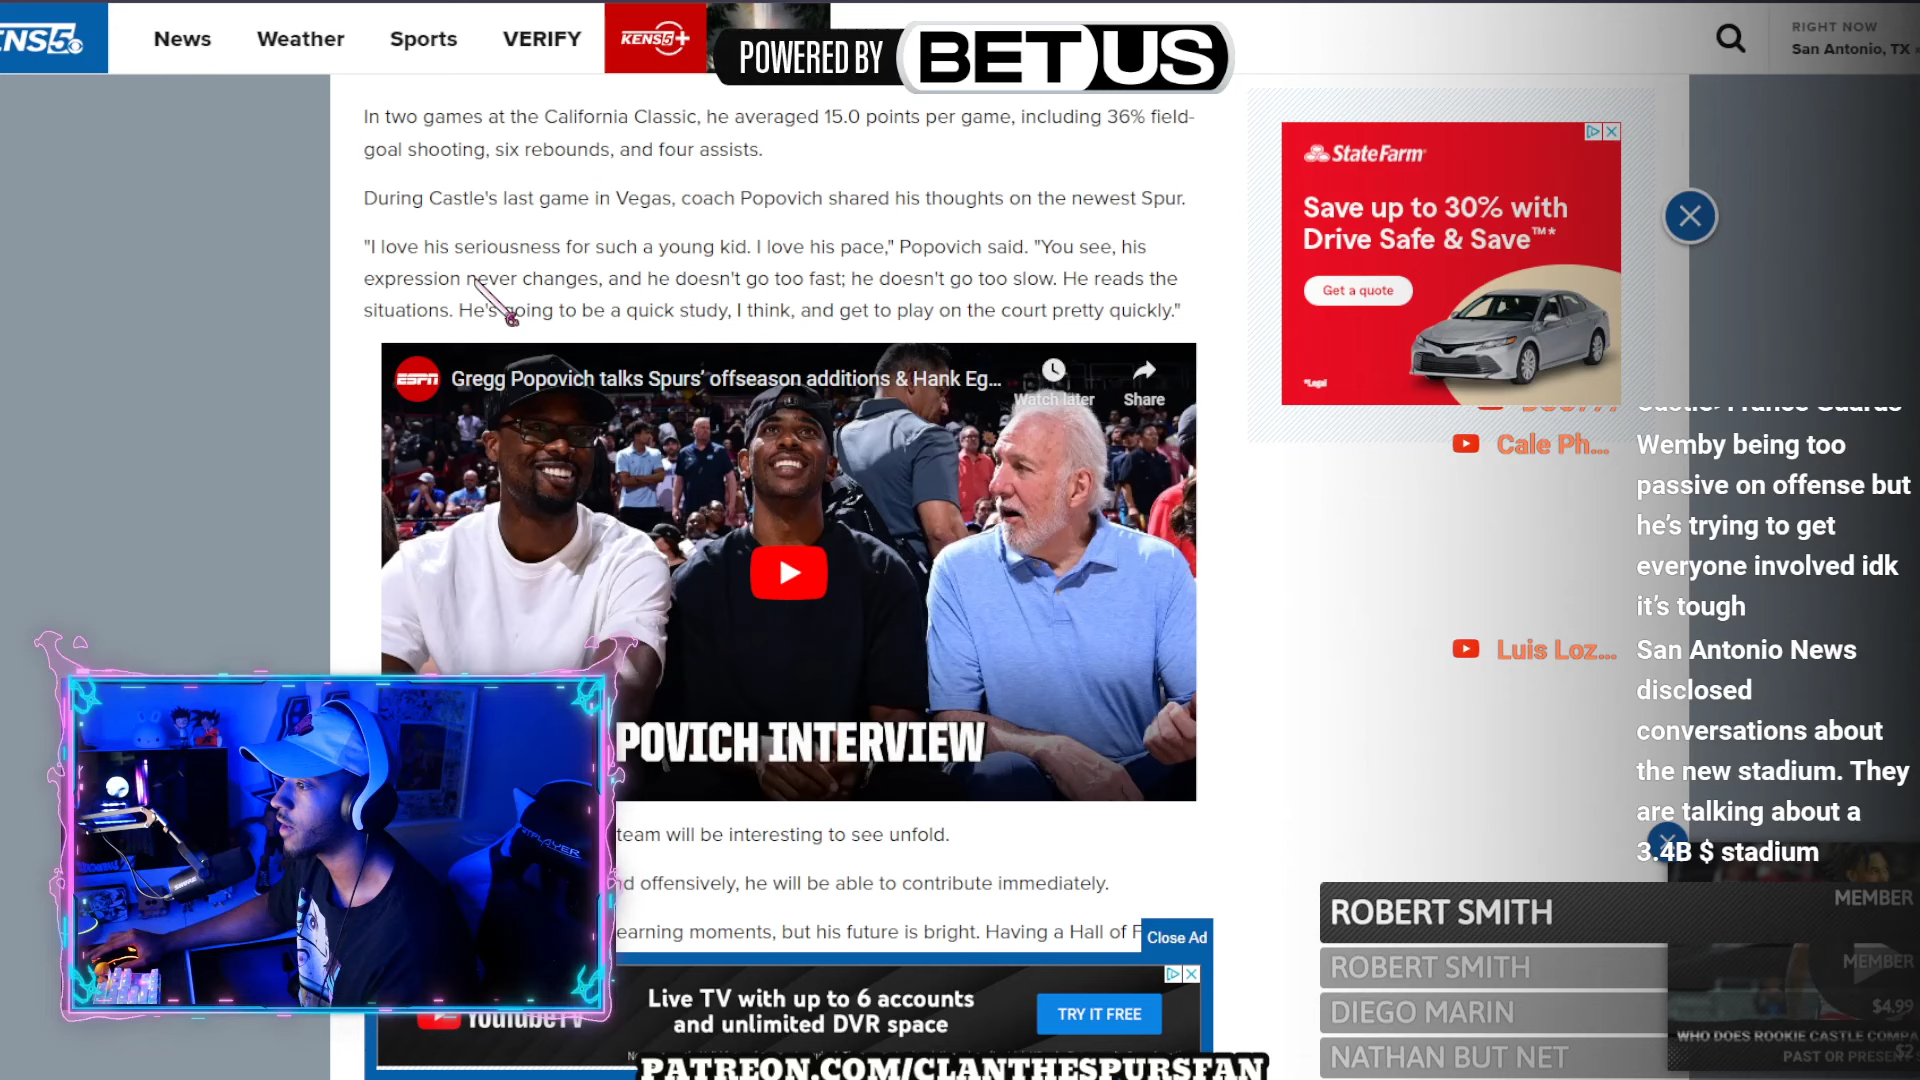 KENS5
News
Weather
Sports
VERIFY
KENS5+
POWERED BY
BETUS
RIGHT NOW
San Antonio, TX
In two games at the California Classic, he averaged 15.0 points per game, including 36% field-
goal shooting, six rebounds, and four assists.
During Castle's last game in Vegas, coach Popovich shared his thoughts on the newest Spur.
"I love his seriousness for such a young kid. I love his pace," Popovich said. "You see, his
expression never changes, and he doesn't go too fast; he doesn't go too slow. He reads the
situations. He's going to be a quick study, I think, and get to play on the court pretty quickly."
ESPN
Gregg Popovich talks Spurs' offseason additions & Hank Eg...
Watch later
Share
POVICH INTERVIEW
team will be interesting to see unfold.
nd offensively, he will be able to contribute immediately.
earning moments, but his future is bright. Having a Hall of F
Close Ad
YouTubeTV
Live TV with up to 6 accounts
and unlimited DVR space
TRY IT FREE
PATREON.COM/CLANTHESPURSFAN
StateFarm
Save up to 30% with
Drive Safe & Save™*
Get a quote
*Legal
Cale Ph...
Wemby being too
passive on offense but
he's trying to get
everyone involved idk
it's tough
Luis Loz...
San Antonio News
disclosed
conversations about
the new stadium. They
are talking about a
3.4B $ stadium
ROBERT SMITH
MEMBER
ROBERT SMITH
MEMBER
DIEGO MARIN
$4.99
NATHAN BUT NET
$2
WHO DOES ROOKIE CASTLE COMPA
PAST OR PRESEN